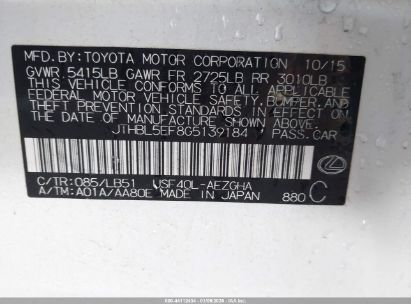 MFD.BY: TOYOTA MOTOR CORPORATION 10/15
GVWR 5415LB GAWR FR 2725LB RR 3010LB
THIS VEHICLE CONFORMS TO ALL APPLICABLE
FEDERAL MOTOR VEHICLE SAFETY,BUMPER,AND
THEFT PREVENTION STANDARDS IN EFFECT ON
THE DATE OF MANUFACTURE SHOWN ABOVE.
JTHBL5EF8G5139184 PASS.CAR
C/TR: 085/LB51 USF40L-AEZGHA
A/TM: A01A/AA80E MADE IN JAPAN 880 C